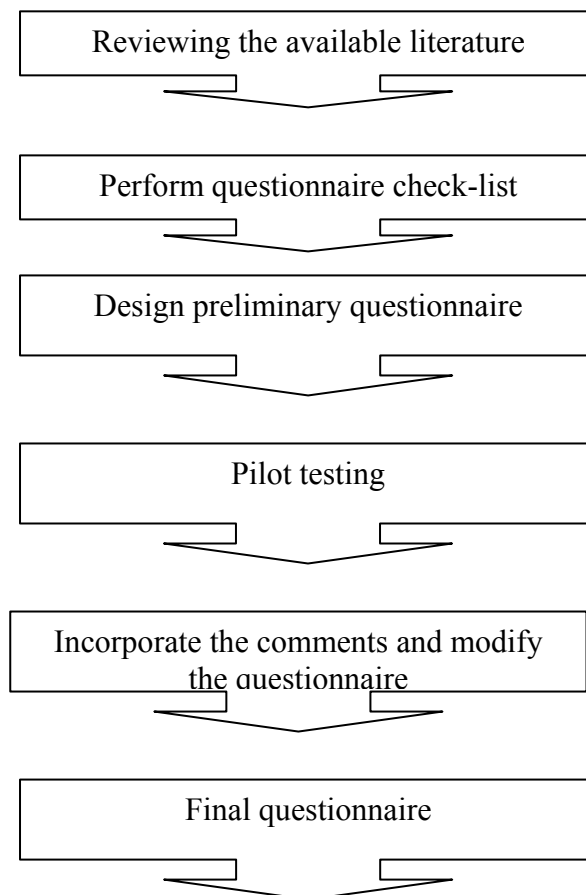 Reviewing the available literature
Perform questionnaire check-list
Design preliminary questionnaire
Pilot testing
Incorporate the comments and modify
the questionnaire
Final questionnaire